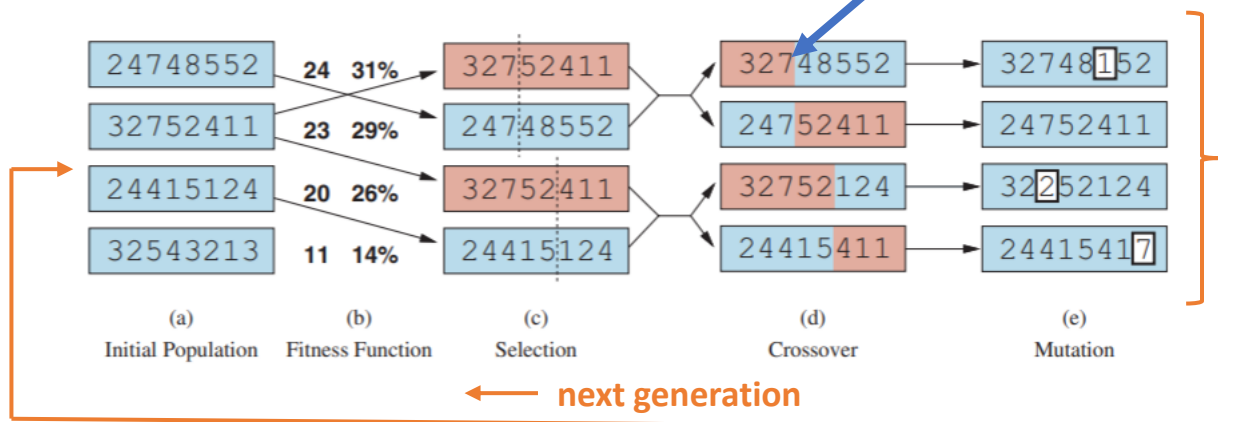 24748552 24 31% 32752411 32748552 32748152
32752411 23 29% 24748552 24752411 24752411
24415124 20 26% 32752411 32752124 32252124
32543213 11 14% 24415124 24415411 24415417
(a) (b) (c) (d) (e)
Initial Population Fitness Function Selection Crossover Mutation
next generation